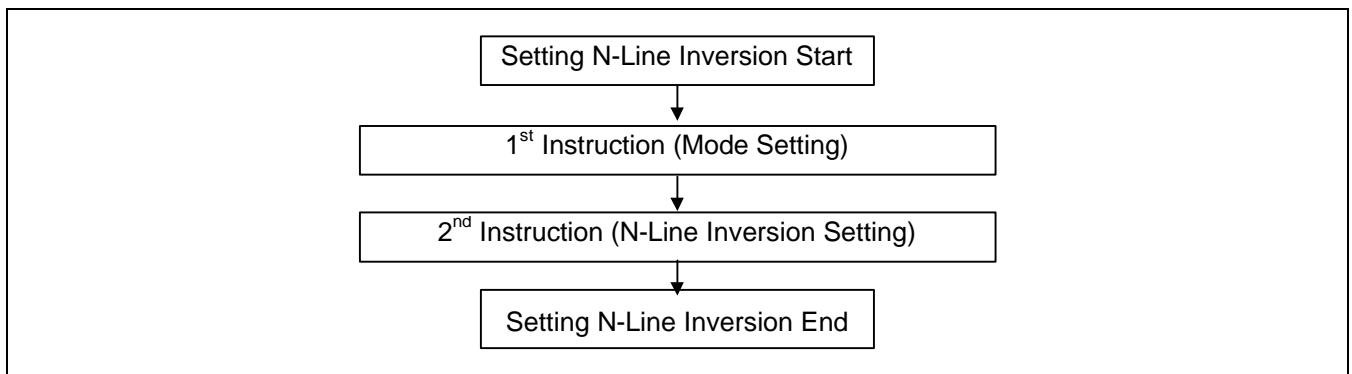 Setting N-Line Inversion Start
1st Instruction (Mode Setting)
2nd Instruction (N-Line Inversion Setting)
Setting N-Line Inversion End